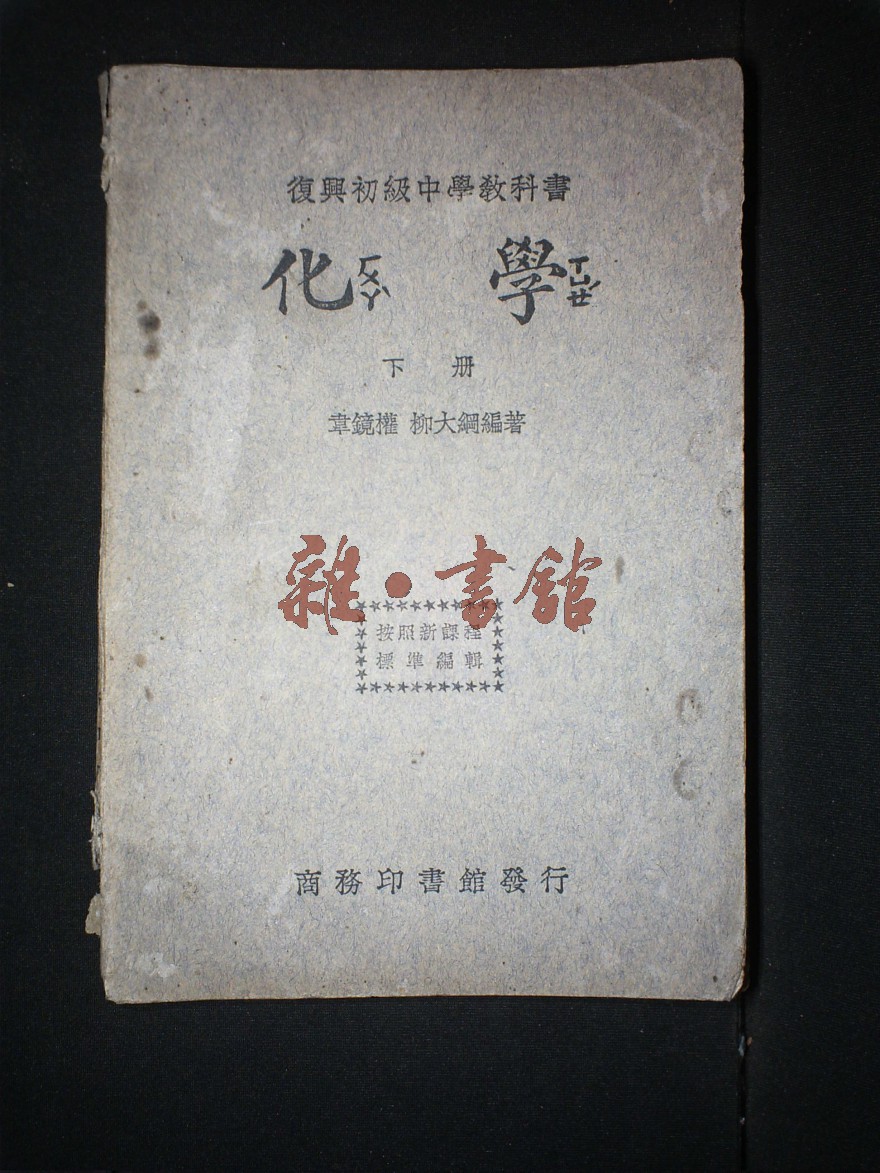 復興初級中學教科書
化ㄏㄨㄚˋ 學ㄒㄩㄝˊ
下 册
韋鏡權 柳大綱編著
雜·書館
按照新課程
標準編輯
商務印書館發行